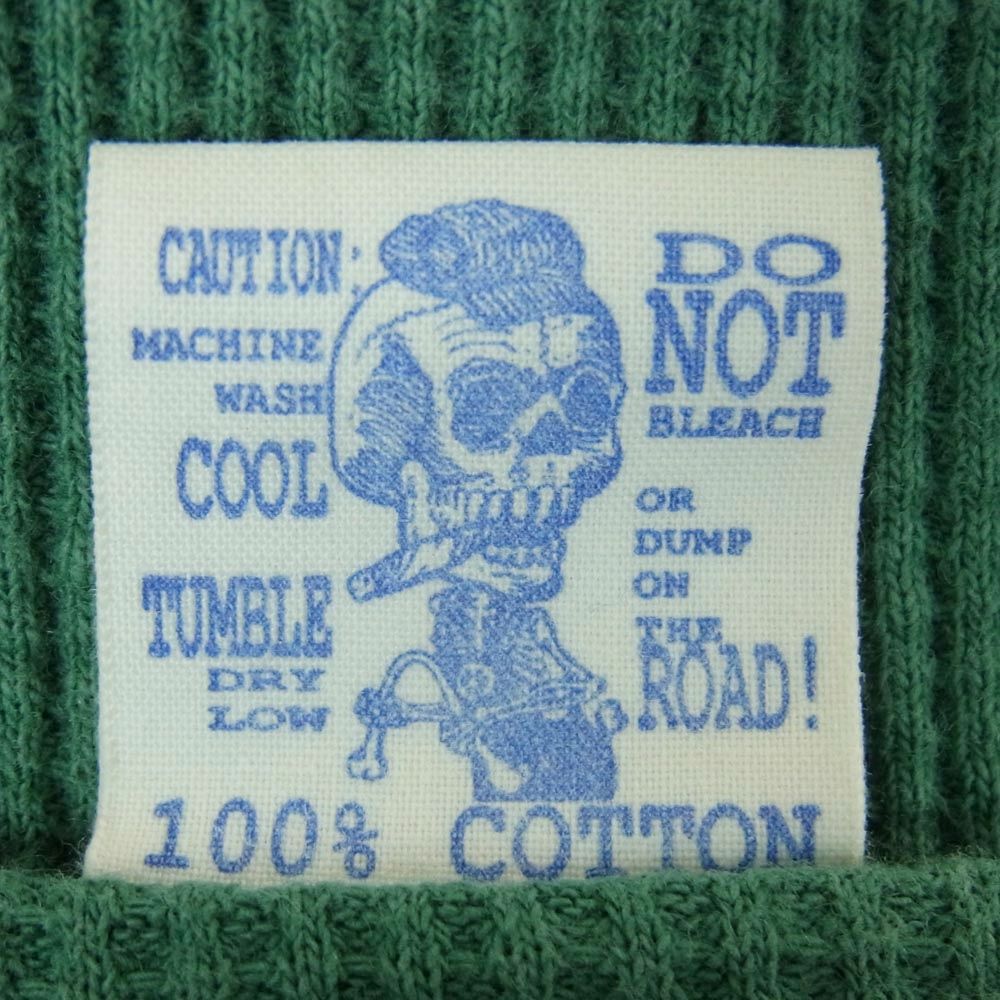 CAUTION:
MACHINE
WASH
COOL
TUMBLE
DRY
LOW
DO
NOT
BLEACH
OR
DUMP
ON
THE
ROAD!
100% COTTON